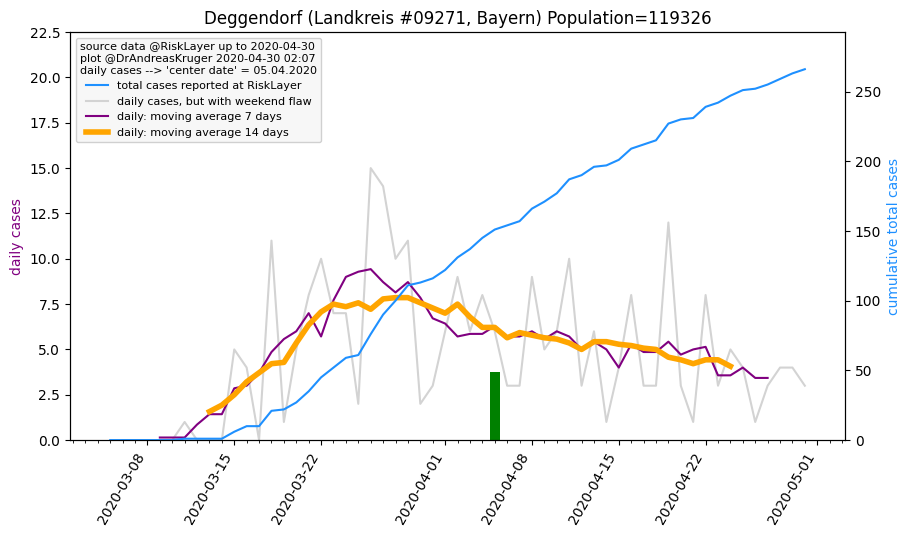 Deggendorf (Landkreis #09271, Bayern) Population=119326
source data @RiskLayer up to 2020-04-30
plot @DrAndreasKruger 2020-04-30 02:07
daily cases --> 'center date' = 05.04.2020
total cases reported at RiskLayer
daily cases, but with weekend flaw
daily: moving average 7 days
daily: moving average 14 days
daily cases
22.5
20.0
17.5
15.0
12.5
10.0
7.5
5.0
2.5
0.0
250
200
150
100
50
0
cumulative total cases
2020-03-08
2020-03-15
2020-03-22
2020-04-01
2020-04-08
2020-04-15
2020-04-22
2020-05-01